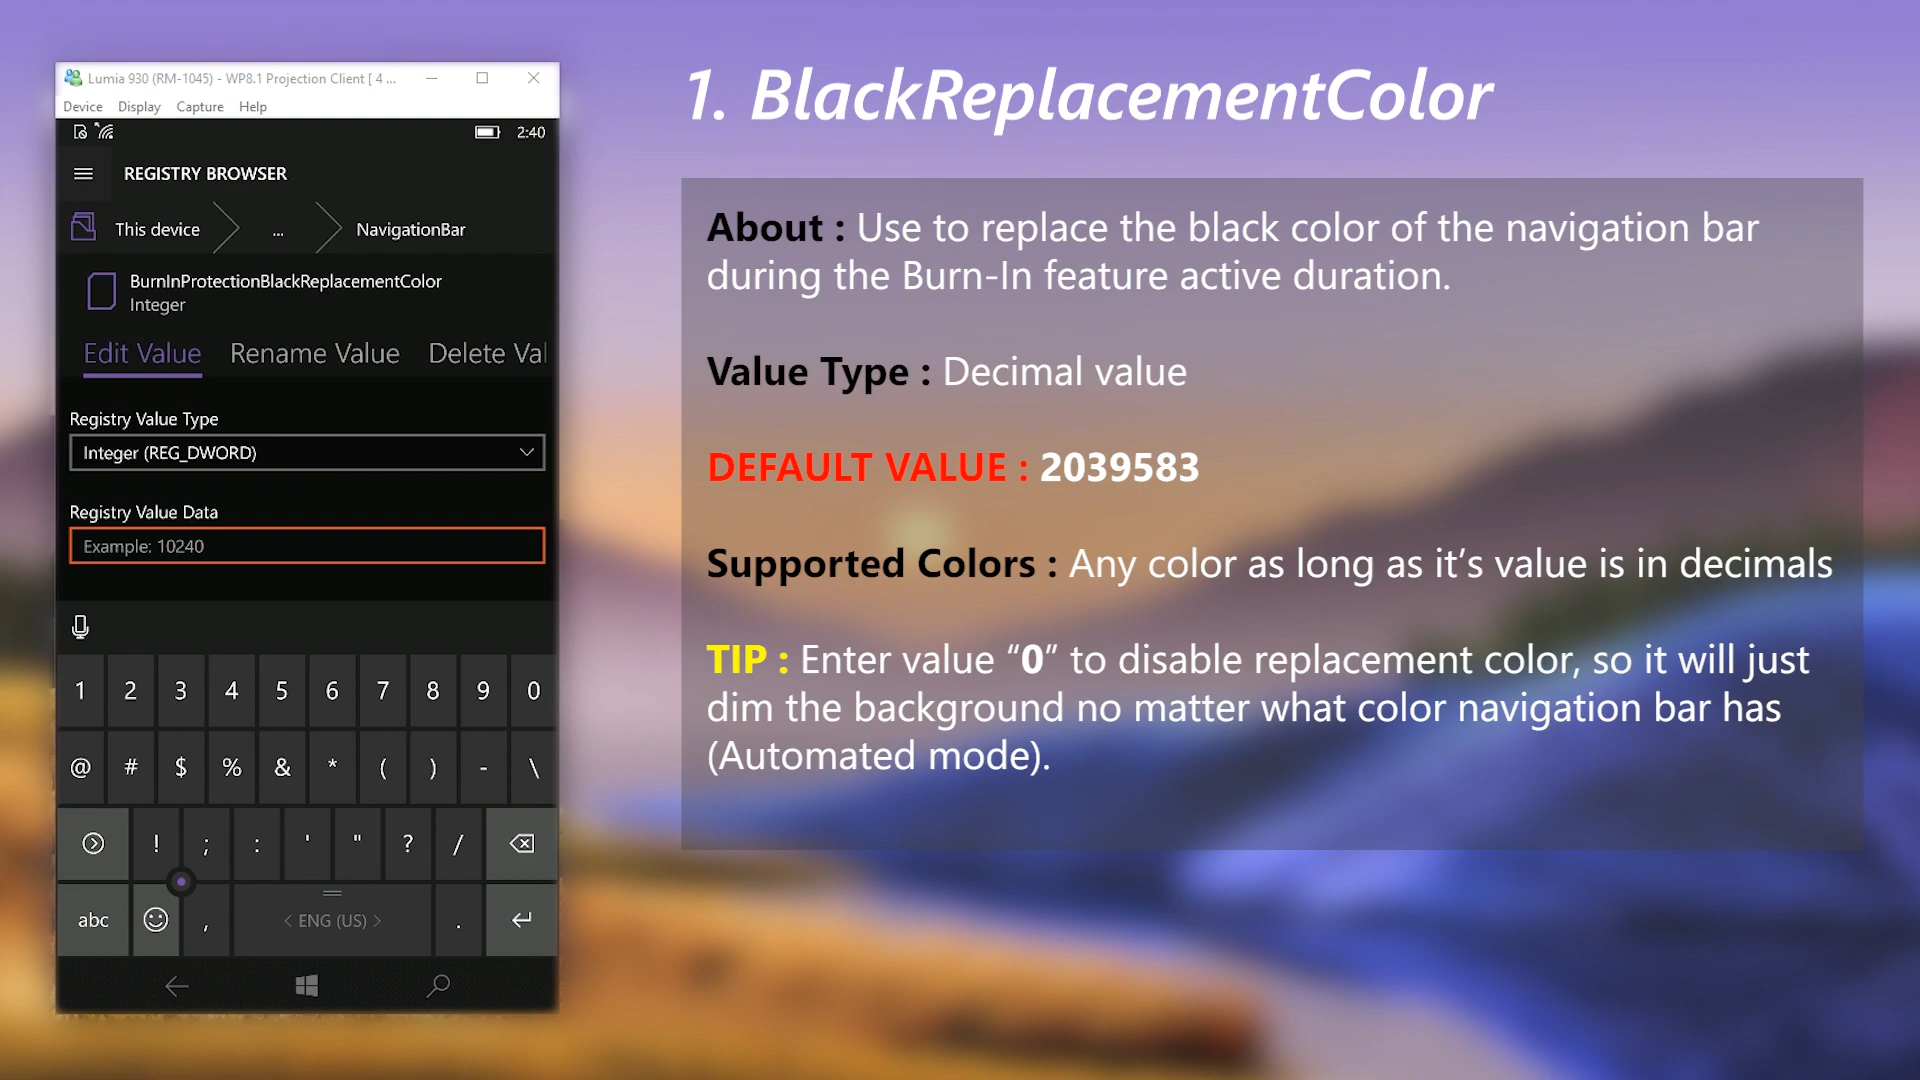 Lumia 930 (RM-1045) - WP8.1 Projection Client [ 4 ...
Device Display Capture Help
2:40
REGISTRY BROWSER
This device ... NavigationBar
BurnInProtectionBlackReplacementColor
Integer
Edit Value Rename Value Delete Val
Registry Value Type
Integer (REG_DWORD)
Registry Value Data
Example: 10240
1 2 3 4 5 6 7 8 9 0
@ # $ % & * ( ) - \
! ; : ' " ? /
abc , < ENG (US) > .
1. BlackReplacementColor
About : Use to replace the black color of the navigation bar
during the Burn-In feature active duration.
Value Type : Decimal value
DEFAULT VALUE : 2039583
Supported Colors : Any color as long as it’s value is in decimals
TIP : Enter value “0” to disable replacement color, so it will just
dim the background no matter what color navigation bar has
(Automated mode).